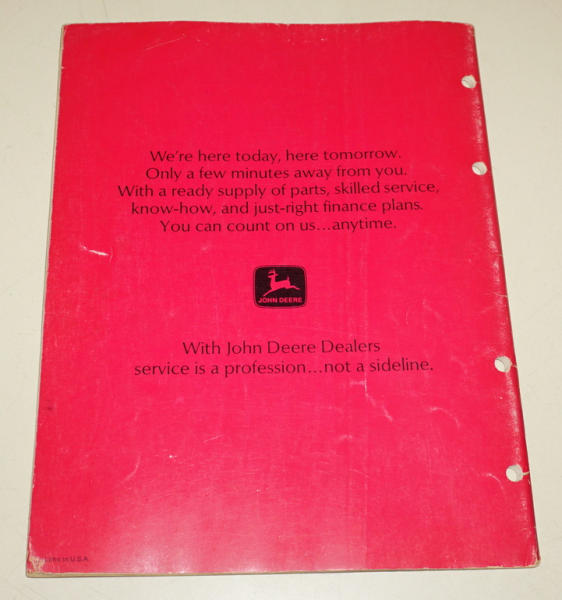 We're here today, here tomorrow.
Only a few minutes away from you.
With a ready supply of parts, skilled service,
know-how, and just-right finance plans.
You can count on us...anytime.
JOHN DEERE
With John Deere Dealers
service is a profession...not a sideline.
IN U.S.A.